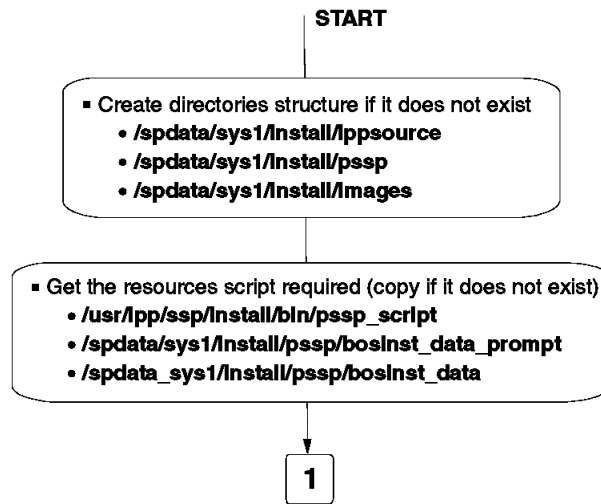 START
▪ Create directories structure if it does not exist
• /spdata/sys1/install/lppsource
• /spdata/sys1/install/pssp
• /spdata/sys1/install/images
▪ Get the resources script required (copy if it does not exist)
• /usr/lpp/ssp/install/bin/pssp_script
• /spdata/sys1/install/pssp/bosinst_data_prompt
• /spdata_sys1/install/pssp/bosinst_data
1